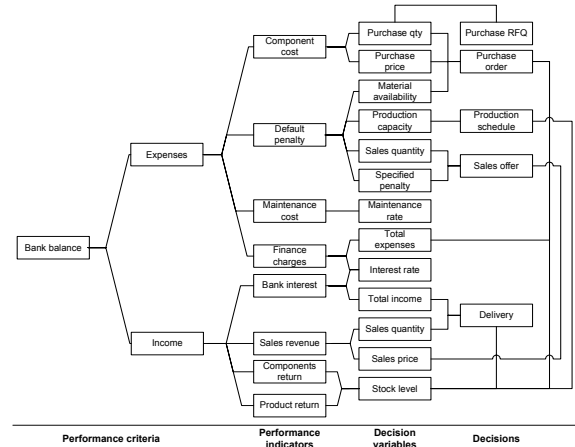 Bank balance
Expenses
Income
Component
cost
Default
penalty
Maintenance
cost
Finance
charges
Bank interest
Sales revenue
Components
return
Product return
Purchase qty
Purchase
price
Material
availability
Production
capacity
Sales quantity
Specified
penalty
Maintenance
rate
Total
expenses
Interest rate
Total income
Sales quantity
Sales price
Stock level
Purchase RFQ
Purchase
order
Production
schedule
Sales offer
Delivery
Performance criteria
Performance
indicators
Decision
variables
Decisions